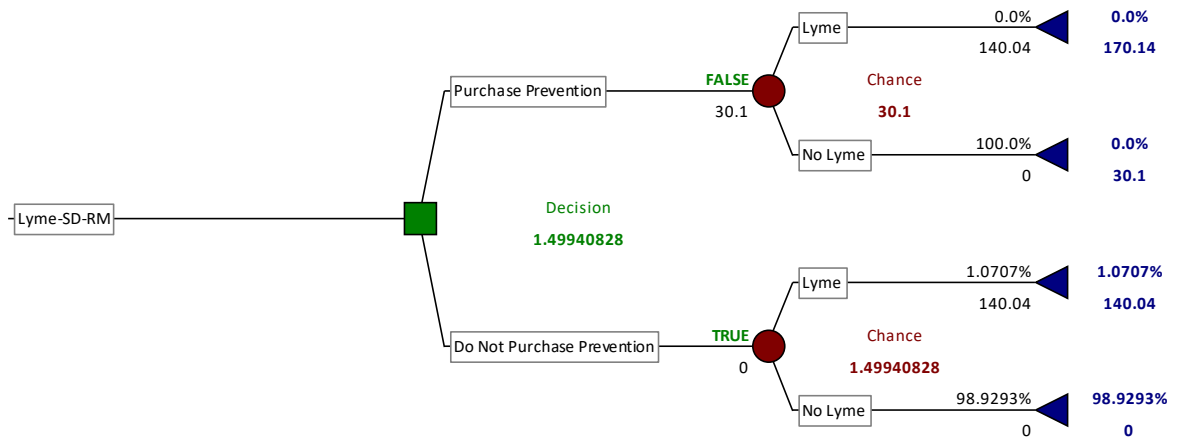 Lyme
0.0%
140.04
0.0%
170.14
Purchase Prevention
FALSE
30.1
Chance
30.1
No Lyme
100.0%
0
0.0%
30.1
Lyme-SD-RM
Decision
1.49940828
Lyme
1.0707%
140.04
1.0707%
140.04
Do Not Purchase Prevention
TRUE
0
Chance
1.49940828
No Lyme
98.9293%
0
98.9293%
0